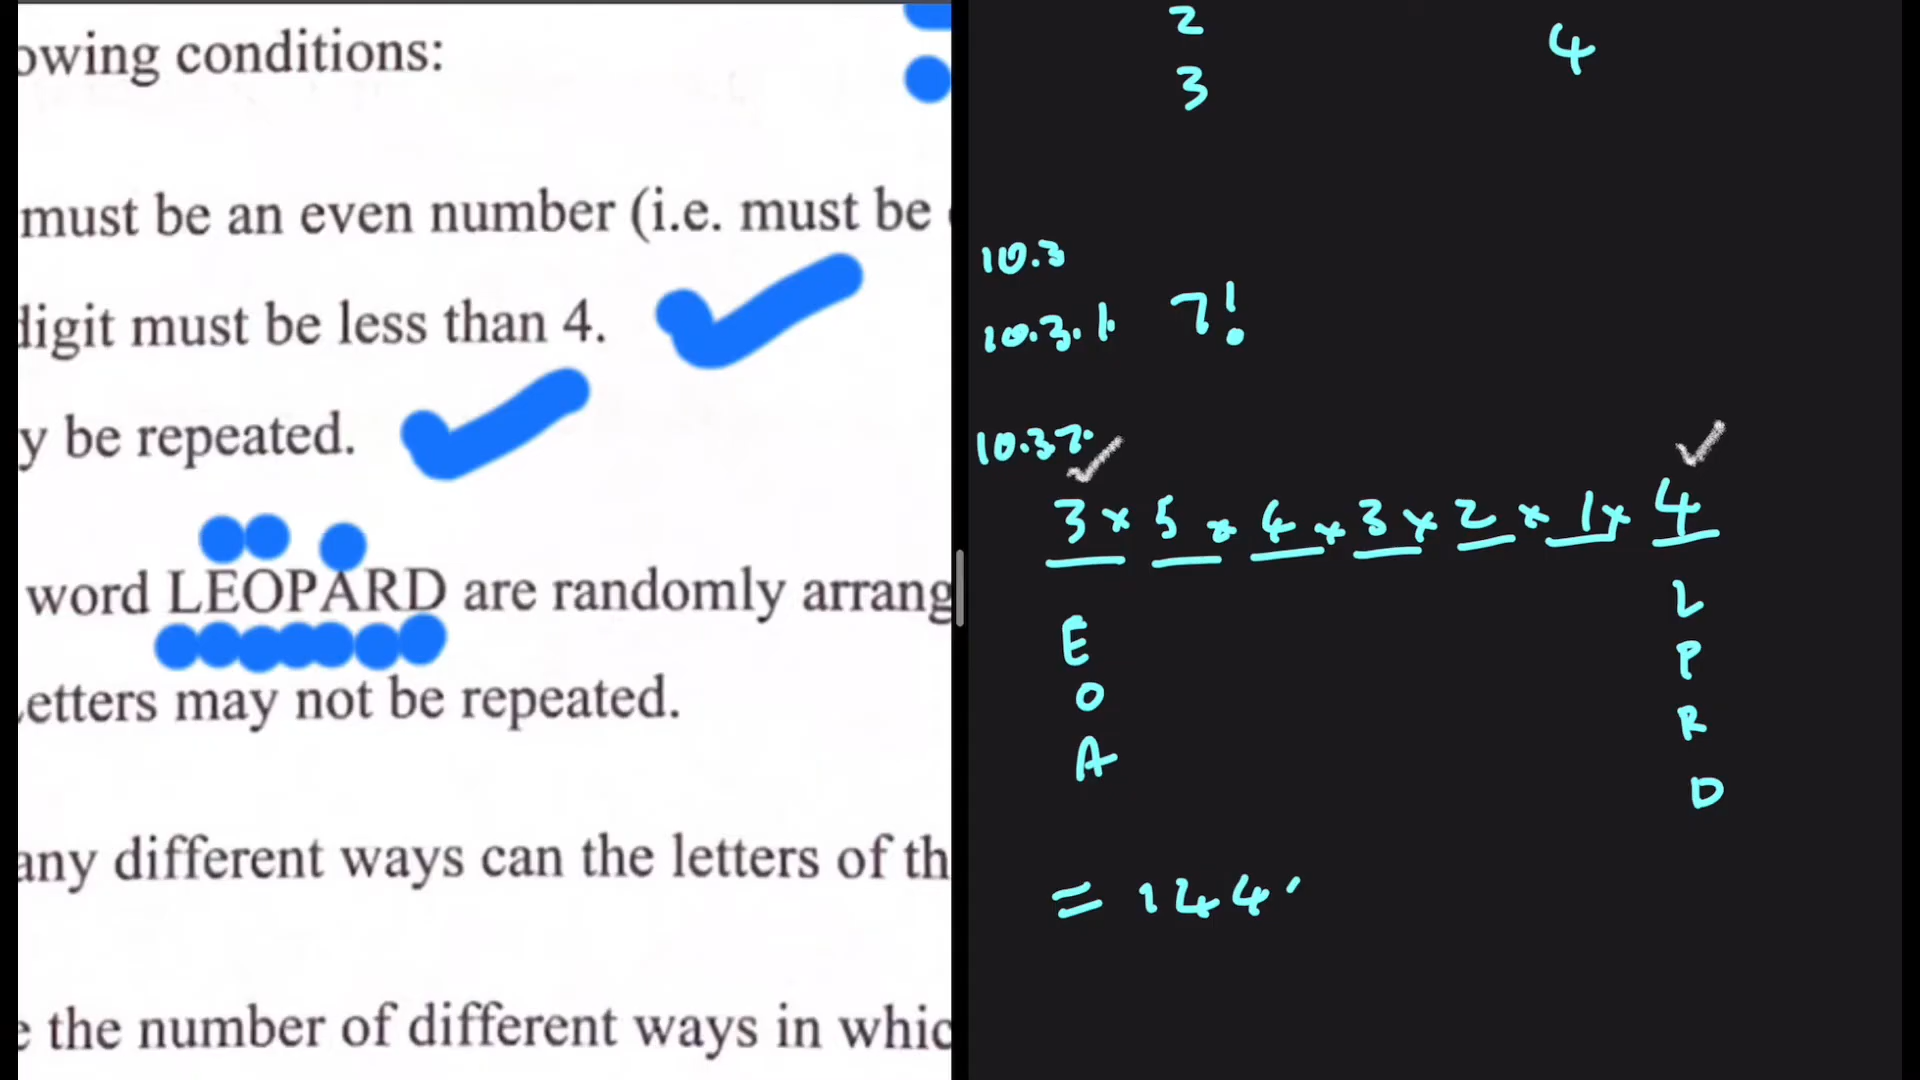 owing conditions:
must be an even number (i.e. must be
digit must be less than 4.
y be repeated.
word LEOPARD are randomly arrang
etters may not be repeated.
any different ways can the letters of th
e the number of different ways in whic
2
3
4
10.3
10.3.1. 7!
10.32.
3 × 5 × 4 × 3 × 2 × 1 × 4
E
O
A
L
P
R
D
= 144